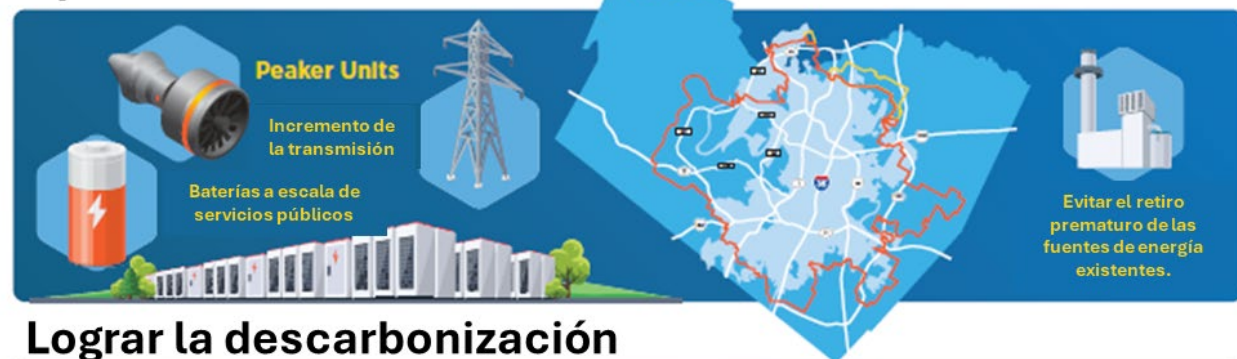 Peaker Units
Incremento de
la transmisión
Baterías a escala de
servicios públicos
Evitar el retiro
prematuro de las
fuentes de energía
existentes.
Lograr la descarbonización